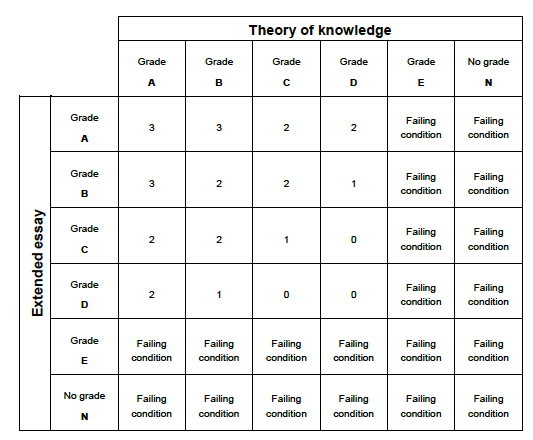 Theory of knowledge
Grade A Grade B Grade C Grade D Grade E No grade N
Extended essay
Grade A 3 3 2 2 Failing condition Failing condition
Grade B 3 2 2 1 Failing condition Failing condition
Grade C 2 2 1 0 Failing condition Failing condition
Grade D 2 1 0 0 Failing condition Failing condition
Grade E Failing condition Failing condition Failing condition Failing condition Failing condition Failing condition
No grade N Failing condition Failing condition Failing condition Failing condition Failing condition Failing condition